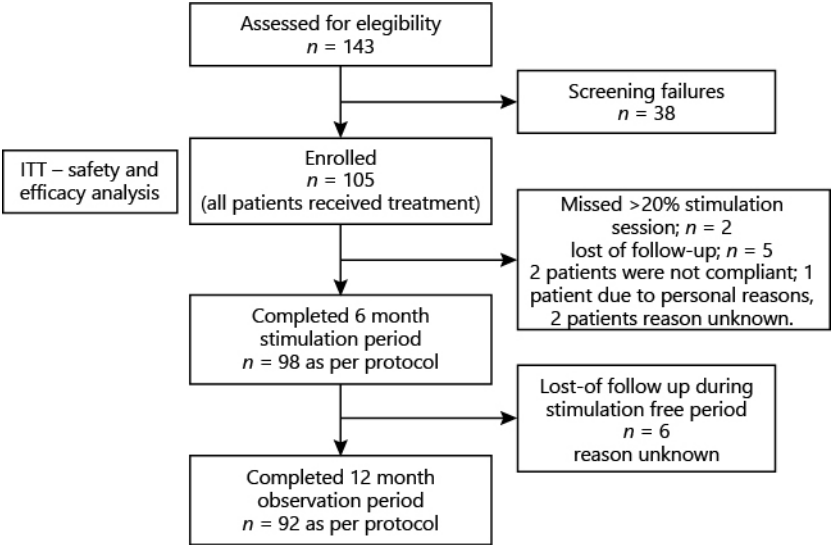 Assessed for elegibility
n = 143
Screening failures
n = 38
ITT – safety and
efficacy analysis
Enrolled
n = 105
(all patients received treatment)
Missed >20% stimulation
session; n = 2
lost of follow-up; n = 5
2 patients were not compliant; 1
patient due to personal reasons,
2 patients reason unknown.
Completed 6 month
stimulation period
n = 98 as per protocol
Lost-of follow up during
stimulation free period
n = 6
reason unknown
Completed 12 month
observation period
n = 92 as per protocol